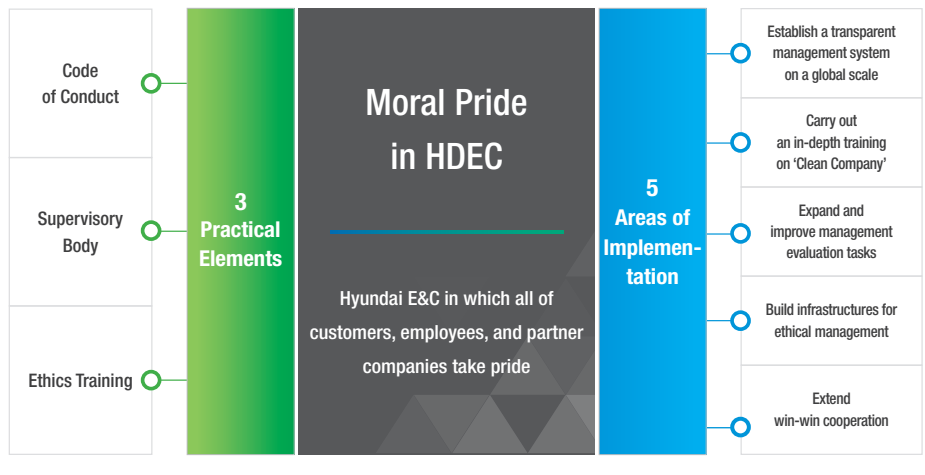 Code
of Conduct
Supervisory
Body
Ethics Training
3
Practical
Elements
Moral Pride
in HDEC
Hyundai E&C in which all of
customers, employees, and partner
companies take pride
5
Areas of
Implemen-
tation
Establish a transparent
management system
on a global scale
Carry out
an in-depth training
on ‘Clean Company’
Expand and
improve management
evaluation tasks
Build infrastructures for
ethical management
Extend
win-win cooperation